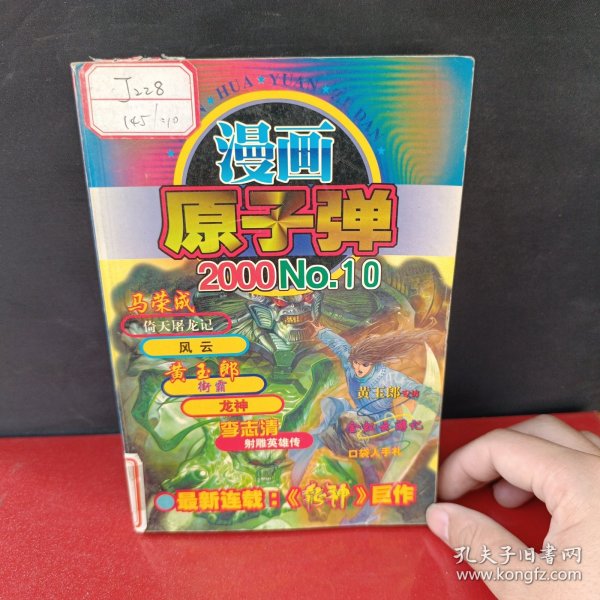 J228
145/:10
HUA★YUAN★ZI DAN
漫画
原子弹
2000 No.10
马荣成
倚天屠龙记
风云
黄玉郎
街霸
龙神
李志清
射雕英雄传
黄玉郎
口袋人手札
●最新连载：《龙神》巨作
孔夫子旧书网
www.kongfz.com